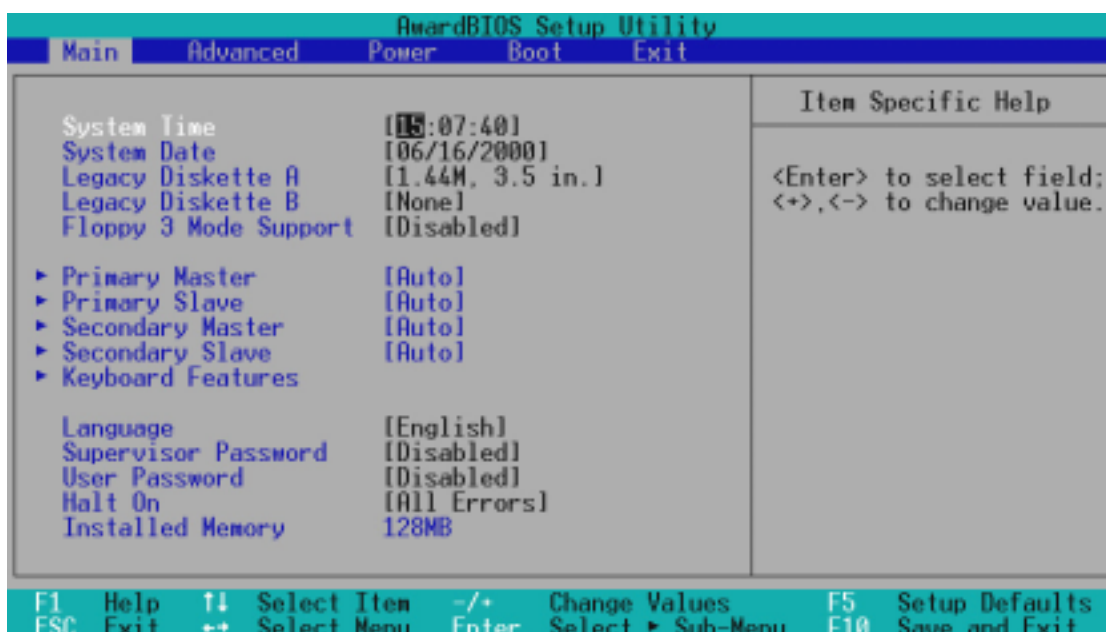 AwardBIOS Setup Utility
Main Advanced Power Boot Exit
System Time [15:07:40]
System Date [06/16/2000]
Legacy Diskette A [1.44M, 3.5 in.]
Legacy Diskette B [None]
Floppy 3 Mode Support [Disabled]
▶ Primary Master [Auto]
▶ Primary Slave [Auto]
▶ Secondary Master [Auto]
▶ Secondary Slave [Auto]
▶ Keyboard Features
Language [English]
Supervisor Password [Disabled]
User Password [Disabled]
Halt On [All Errors]
Installed Memory 128MB
Item Specific Help
<Enter> to select field;
<+>,<-> to change value.
F1 Help ↑↓ Select Item -/+ Change Values F5 Setup Defaults
ESC Exit ←→ Select Menu Enter Select ▶ Sub-Menu F10 Save and Exit